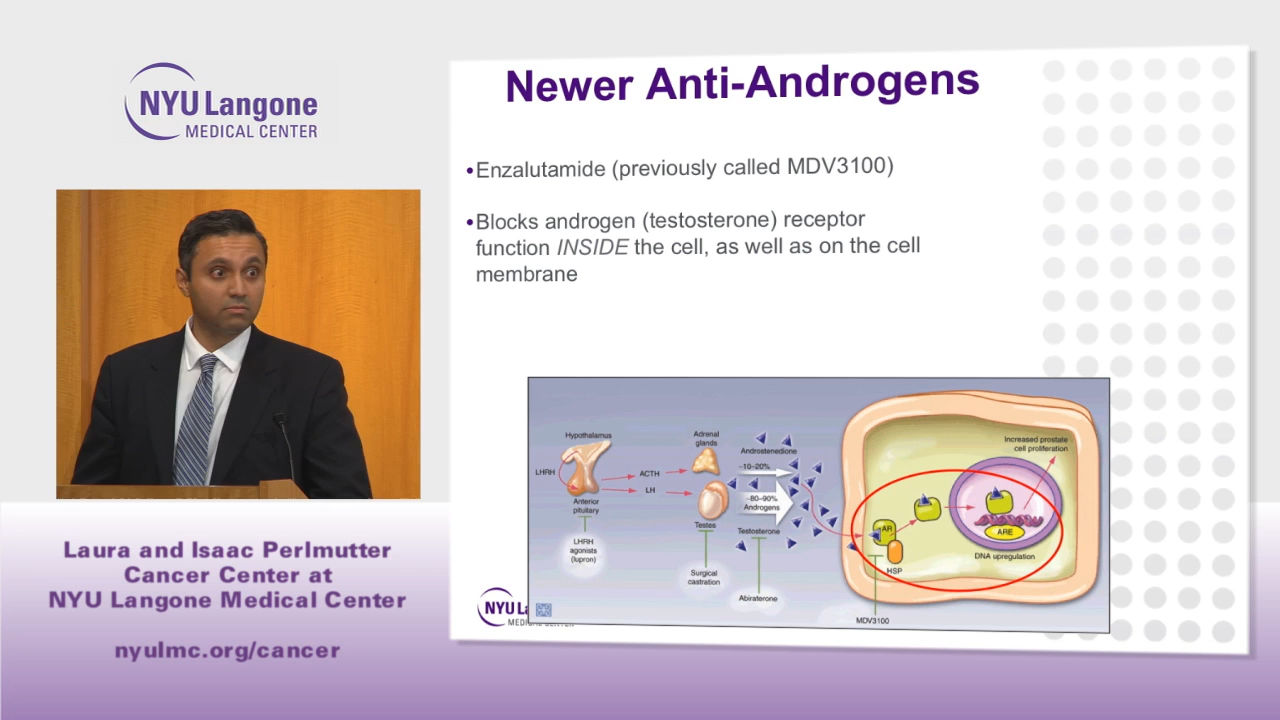 NYU Langone
MEDICAL CENTER
Laura and Isaac Perlmutter
Cancer Center at
NYU Langone Medical Center
nyulmc.org/cancer
Newer Anti-Androgens
•Enzalutamide (previously called MDV3100)
•Blocks androgen (testosterone) receptor
function INSIDE the cell, as well as on the cell
membrane
Hypothalamus
LHRH
Anterior
pituitary
LHRH
agonists
(lupron)
ACTH
LH
Adrenal
glands
Testes
Surgical
castration
Androstenedione
~10–20%
~80–90%
Androgens
Testosterone
Abiraterone
AR
HSP
MDV3100
Increased prostate
cell proliferation
ARE
DNA upregulation
NYU L